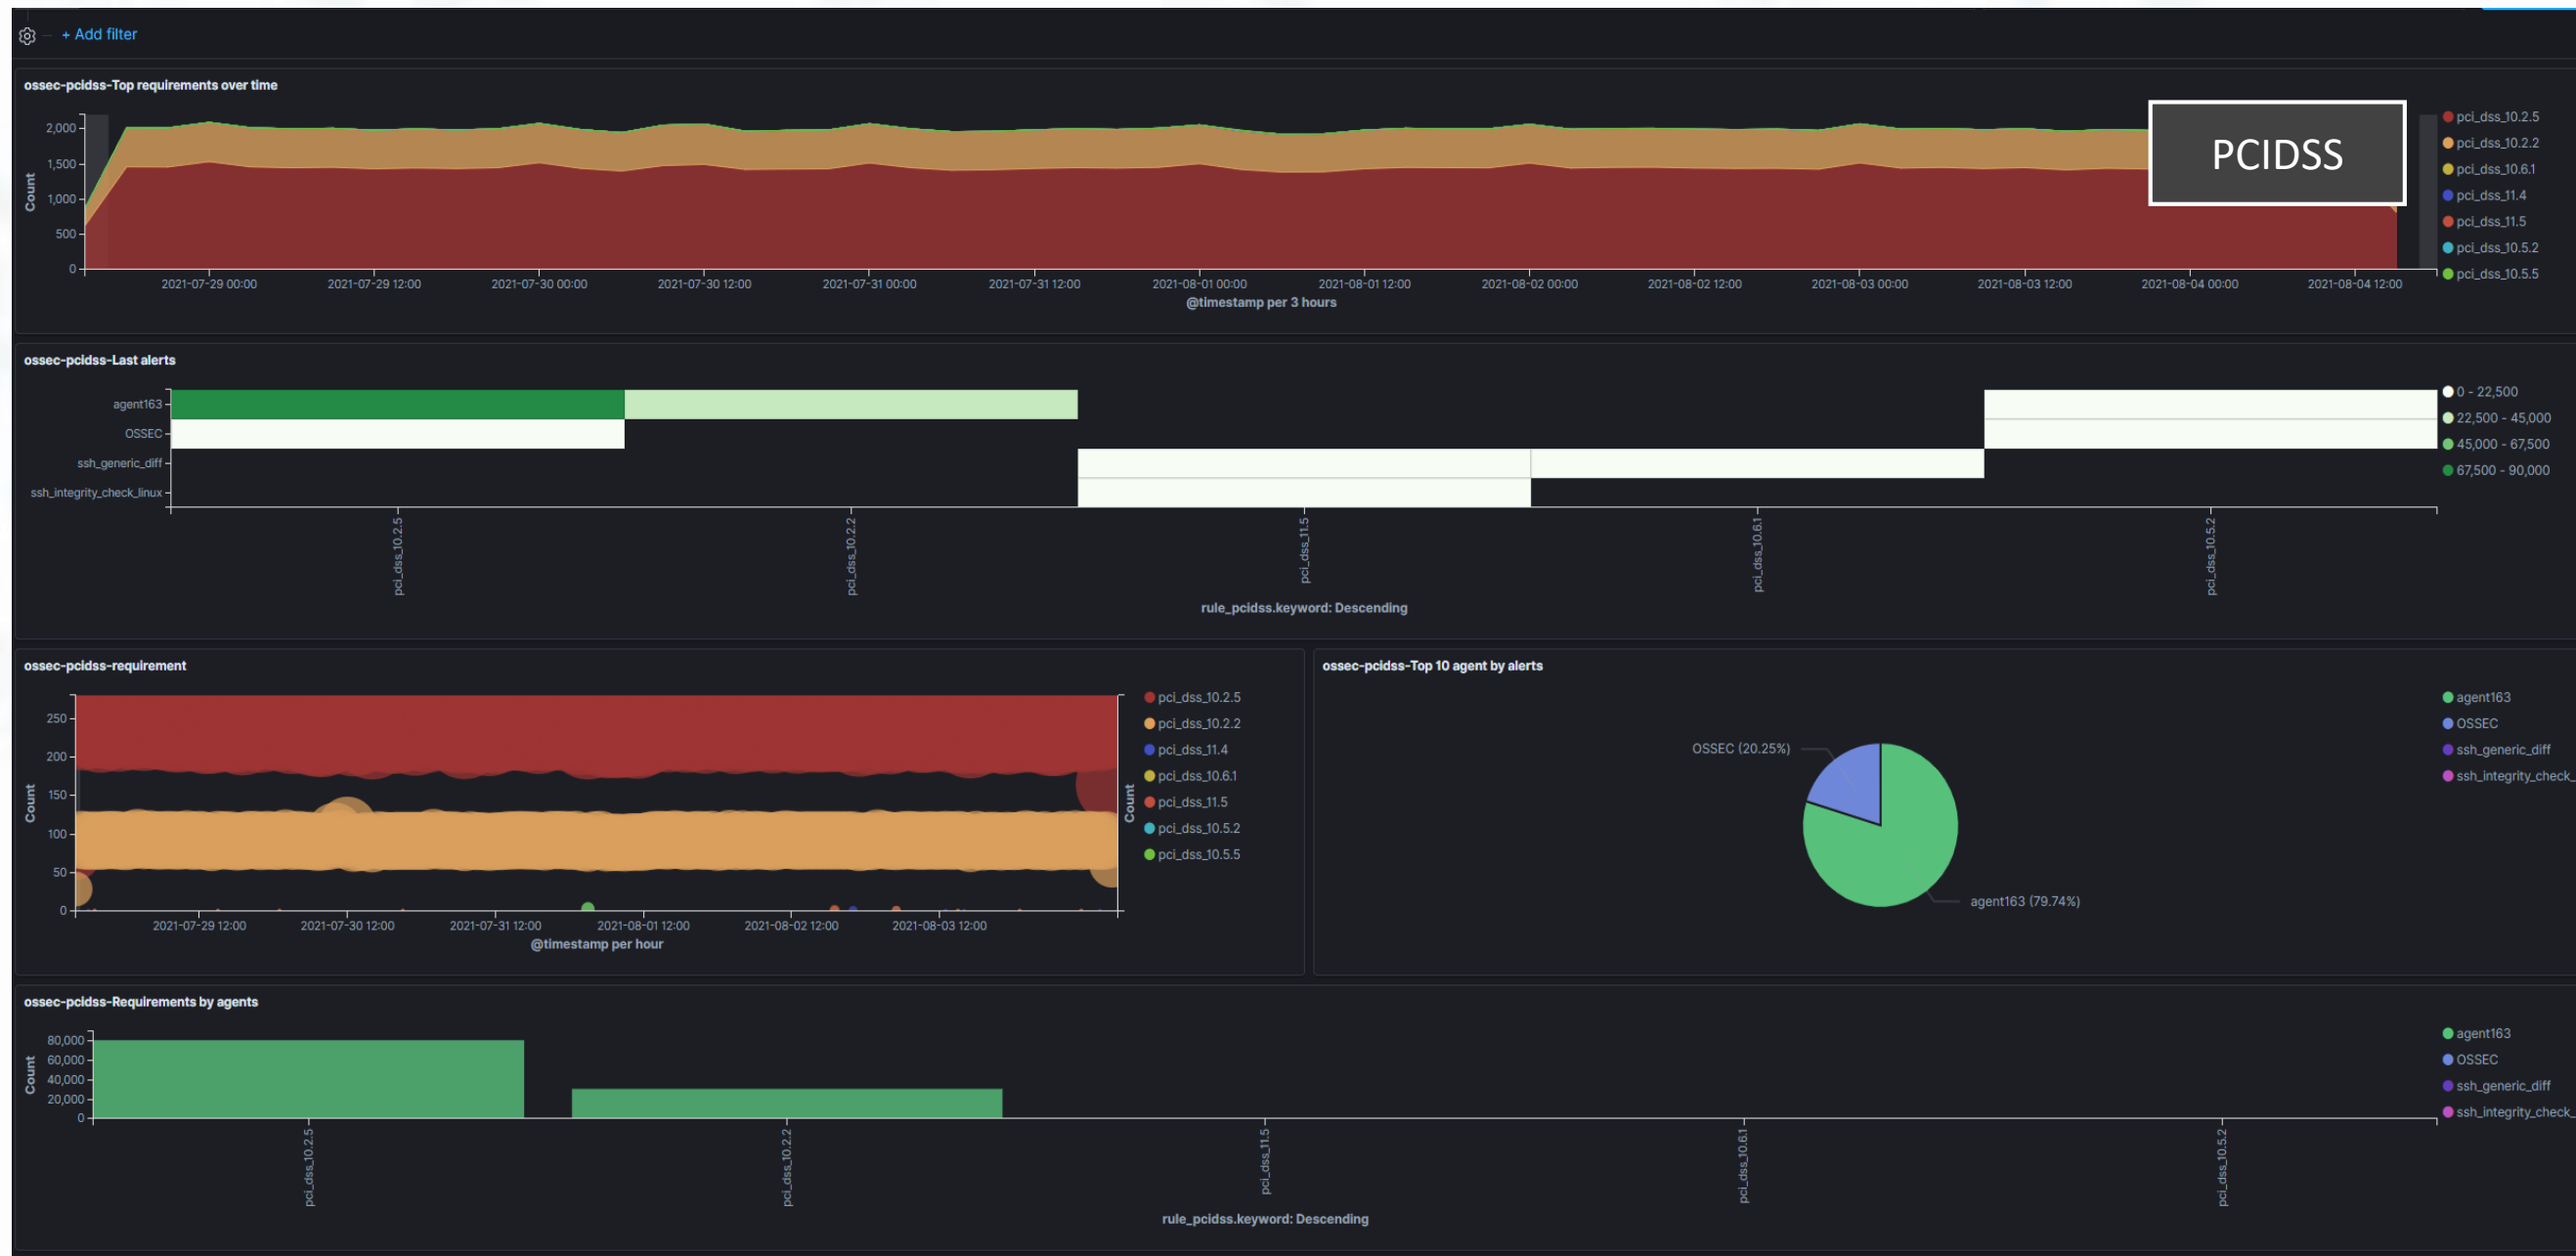 + Add filter
ossec-pcidss-Top requirements over time
PCIDSS
Count
2,000
1,500
1,000
500
0
2021-07-29 00:00
2021-07-29 12:00
2021-07-30 00:00
2021-07-30 12:00
2021-07-31 00:00
2021-07-31 12:00
2021-08-01 00:00
2021-08-01 12:00
2021-08-02 00:00
2021-08-02 12:00
2021-08-03 00:00
2021-08-03 12:00
2021-08-04 00:00
2021-08-04 12:00
@timestamp per 3 hours
pci_dss_10.2.5
pci_dss_10.2.2
pci_dss_10.6.1
pci_dss_11.4
pci_dss_11.5
pci_dss_10.5.2
pci_dss_10.5.5
ossec-pcidss-Last alerts
agent163
OSSEC
ssh_generic_diff
ssh_integrity_check_linux
pci_dss_10.2.5
pci_dss_10.2.2
pci_dss_11.5
pci_dss_10.6.1
pci_dss_10.5.2
rule_pcidss.keyword: Descending
0 - 22,500
22,500 - 45,000
45,000 - 67,500
67,500 - 90,000
ossec-pcidss-requirement
Count
250
200
150
100
50
0
2021-07-29 12:00
2021-07-30 12:00
2021-07-31 12:00
2021-08-01 12:00
2021-08-02 12:00
2021-08-03 12:00
@timestamp per hour
Count
pci_dss_10.2.5
pci_dss_10.2.2
pci_dss_11.4
pci_dss_10.6.1
pci_dss_11.5
pci_dss_10.5.2
pci_dss_10.5.5
ossec-pcidss-Top 10 agent by alerts
OSSEC (20.25%)
agent163 (79.74%)
agent163
OSSEC
ssh_generic_diff
ssh_integrity_check_
ossec-pcidss-Requirements by agents
Count
80,000
60,000
40,000
20,000
0
pci_dss_10.2.5
pci_dss_10.2.2
pci_dss_11.5
pci_dss_10.6.1
pci_dss_10.5.2
rule_pcidss.keyword: Descending
agent163
OSSEC
ssh_generic_diff
ssh_integrity_check_